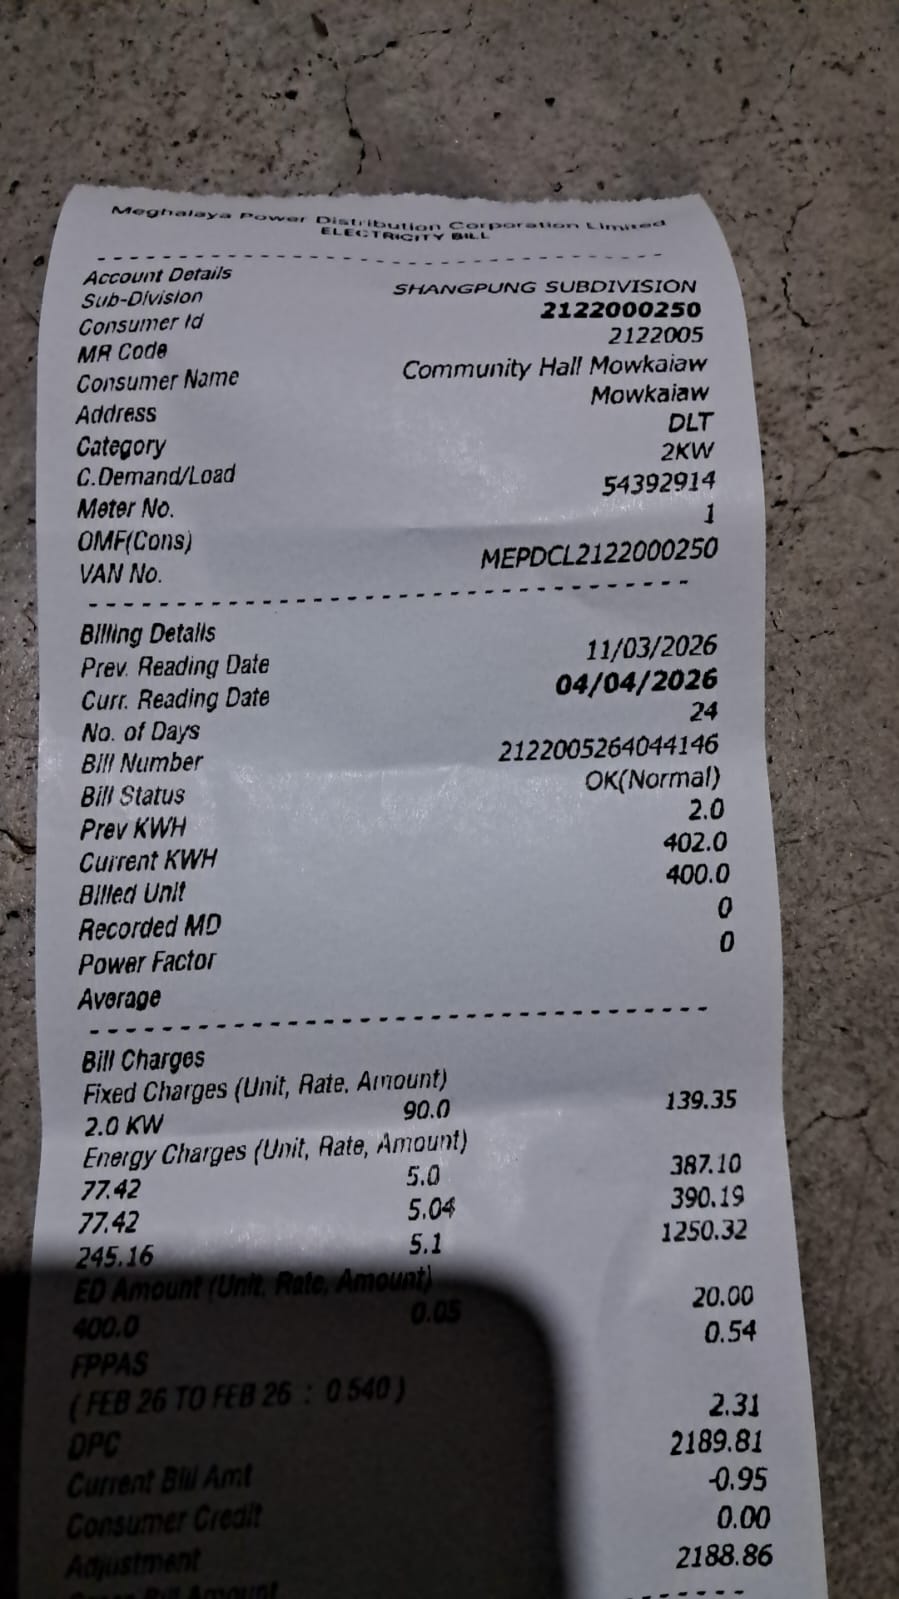 Meghalaya Power Distribution Corporation Limited
ELECTRICITY BILL
Account Details
Sub-Division SHANGPUNG SUBDIVISION
Consumer Id 2122000250
MR Code 2122005
Consumer Name Community Hall Mowkaiaw
Address Mowkaiaw
Category DLT
C.Demand/Load 2KW
Meter No. 54392914
OMF(Cons) 1
VAN No. MEPDCL2122000250
Billing Details
Prev. Reading Date 11/03/2026
Curr. Reading Date 04/04/2026
No. of Days 24
Bill Number 2122005264044146
Bill Status OK(Normal)
Prev KWH 2.0
Current KWH 402.0
Billed Unit 400.0
Recorded MD 0
Power Factor 0
Average
Bill Charges
Fixed Charges (Unit, Rate, Amount)
2.0 KW 90.0 139.35
Energy Charges (Unit, Rate, Amount)
77.42 5.0 387.10
77.42 5.04 390.19
245.16 5.1 1250.32
ED Amount (Unit, Rate, Amount)
400.0 0.05 20.00
FPPAS 0.54
( FEB 26 TO FEB 26 : 0.540 )
DPC 2.31
Current Bill Amt 2189.81
Consumer Credit -0.95
Adjustment 0.00
Gross Bill Amount 2188.86